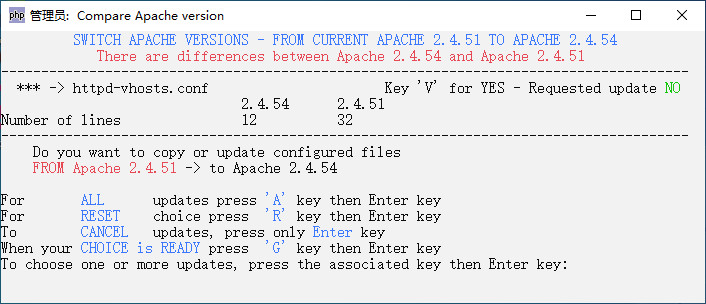 php 管理员: Compare Apache version
SWITCH APACHE VERSIONS - FROM CURRENT APACHE 2.4.51 TO APACHE 2.4.54
There are differences between Apache 2.4.54 and Apache 2.4.51
*** -> httpd-vhosts.conf Key 'V' for YES - Requested update NO
2.4.54 2.4.51
Number of lines 12 32
Do you want to copy or update configured files
FROM Apache 2.4.51 -> to Apache 2.4.54
For ALL updates press 'A' key then Enter key
For RESET choice press 'R' key then Enter key
To CANCEL updates, press only Enter key
When your CHOICE is READY press 'G' key then Enter key
To choose one or more updates, press the associated key then Enter key: